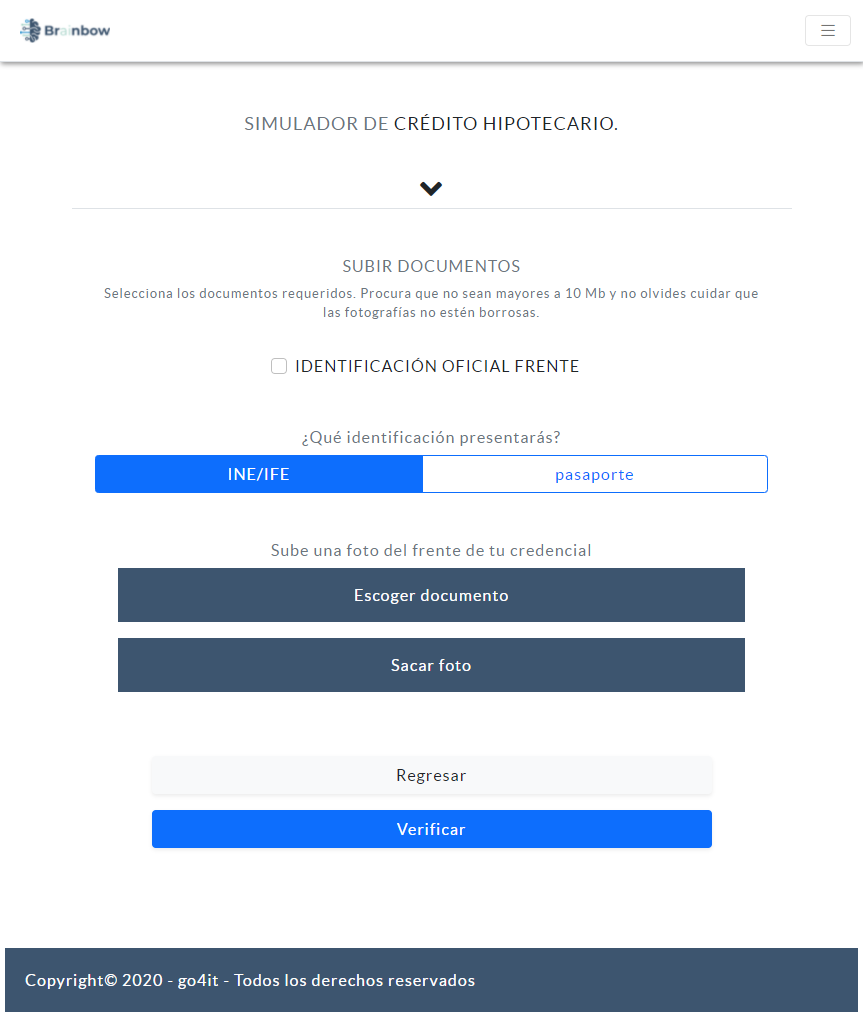 Brainbow
SIMULADOR DE CRÉDITO HIPOTECARIO.
SUBIR DOCUMENTOS
Selecciona los documentos requeridos. Procura que no sean mayores a 10 Mb y no olvides cuidar que
las fotografías no estén borrosas.
IDENTIFICACIÓN OFICIAL FRENTE
¿Qué identificación presentarás?
INE/IFE
pasaporte
Sube una foto del frente de tu credencial
Escoger documento
Sacar foto
Regresar
Verificar
Copyright© 2020 - go4it - Todos los derechos reservados